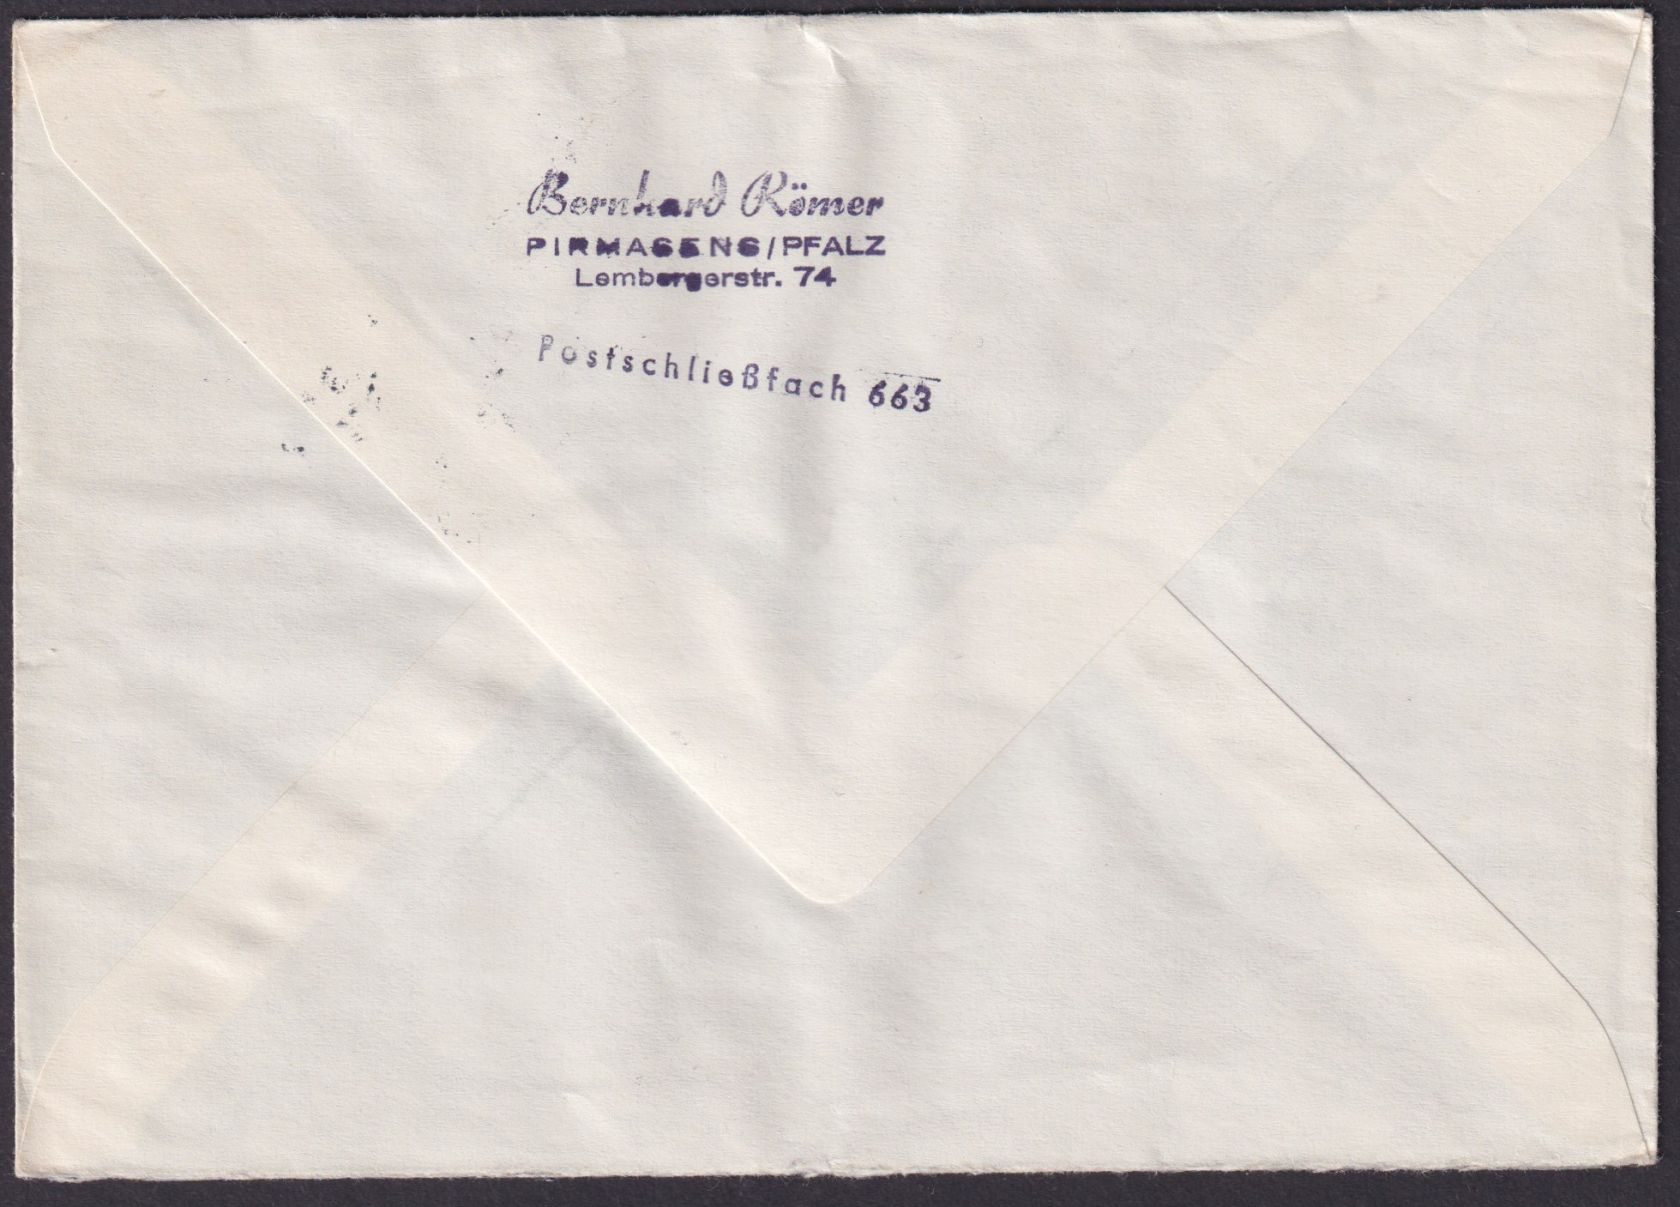 Bernhard Römer
PIRMASENS/PFALZ
Lembergerstr. 74
Postschließfach 663